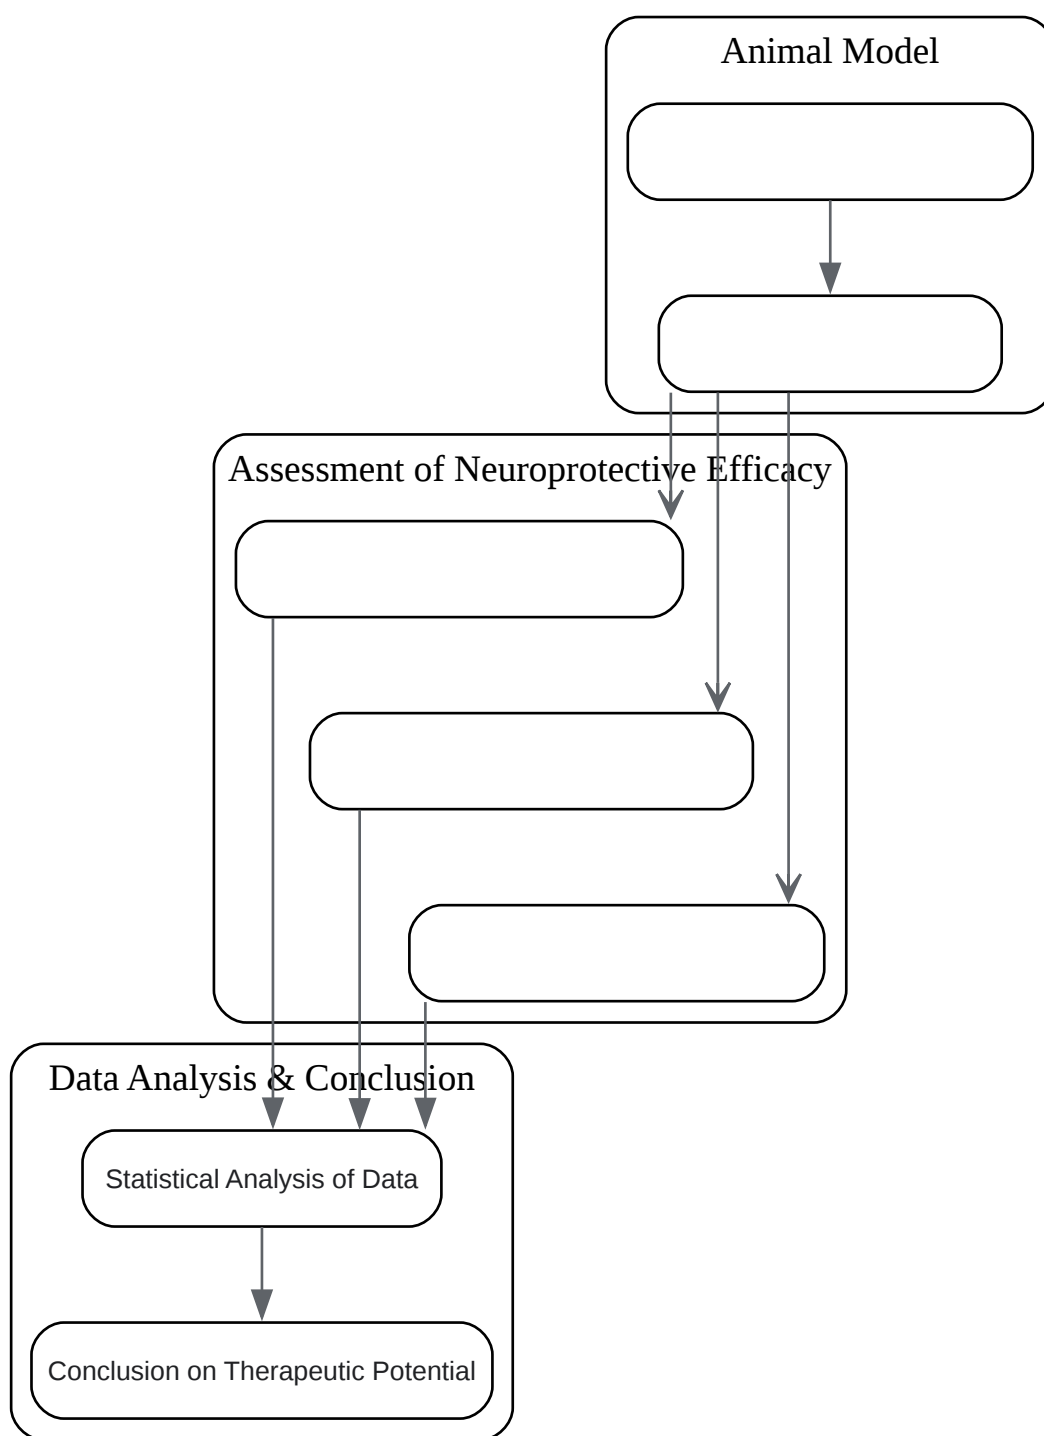 Animal Model
Assessment of Neuroprotective Efficacy
Data Analysis & Conclusion
Statistical Analysis of Data
Conclusion on Therapeutic Potential